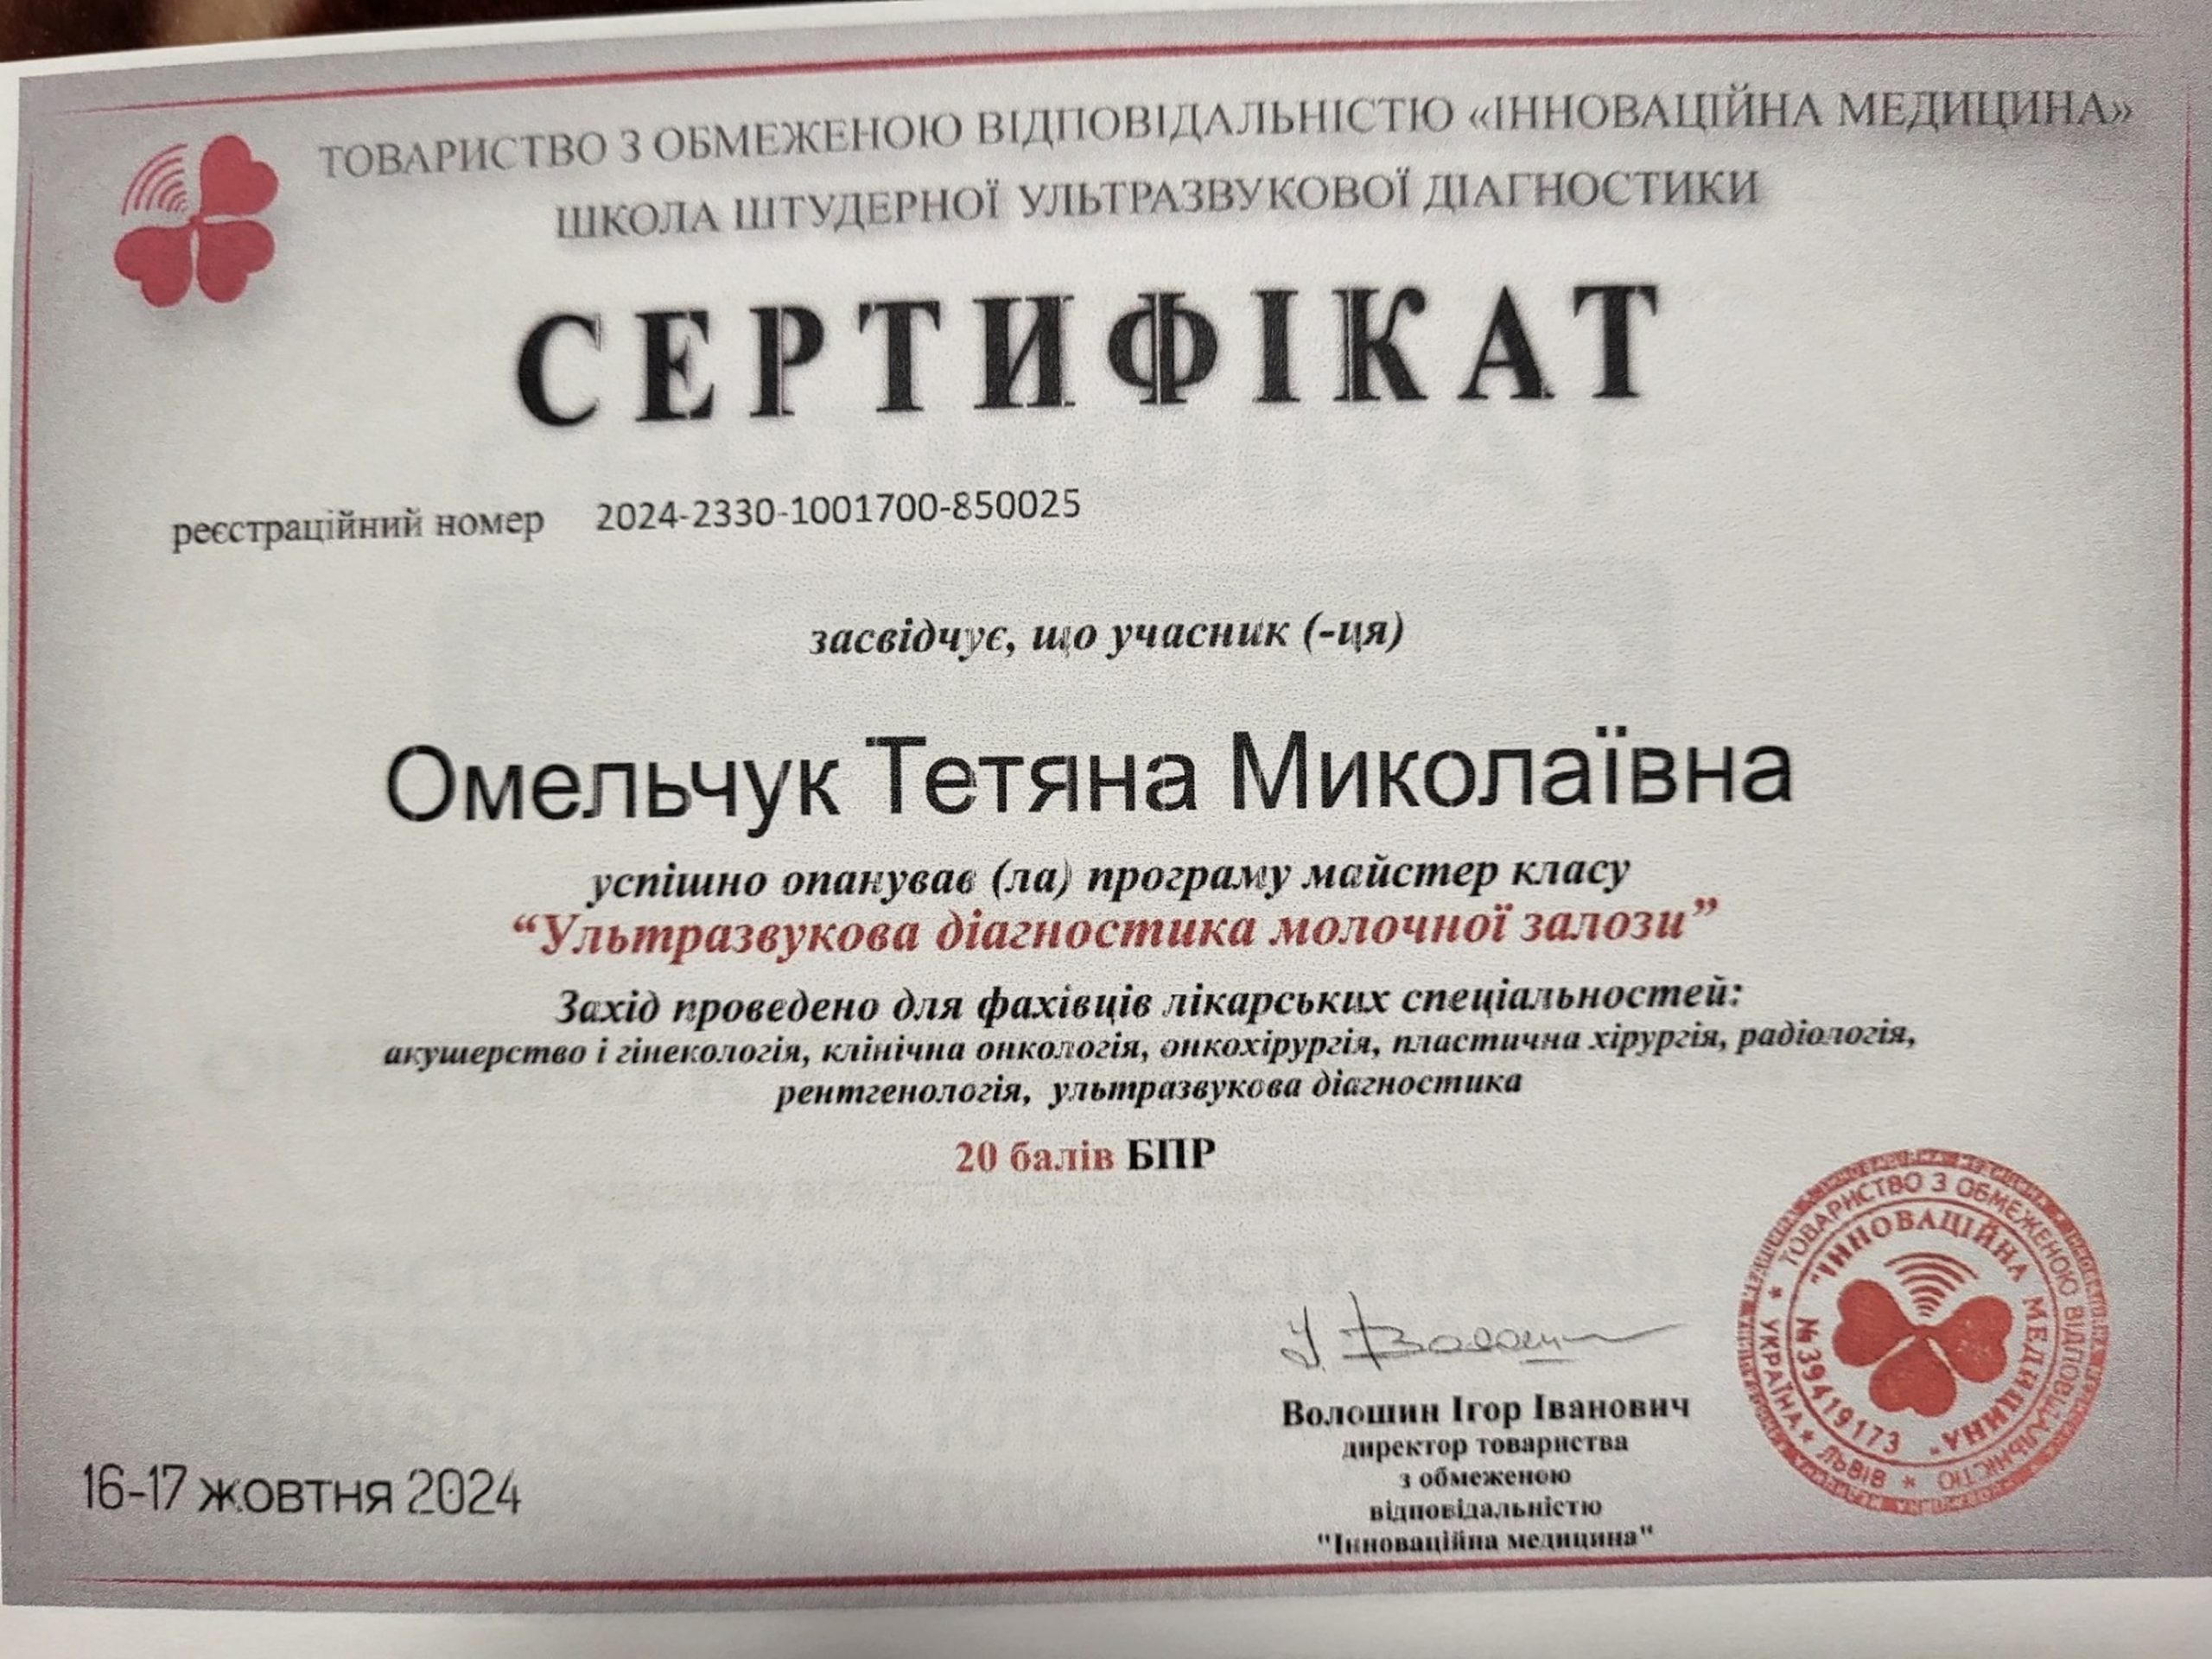 ТОВАРИСТВО З ОБМЕЖЕНОЮ ВІДПОВІДАЛЬНІСТЮ «ІННОВАЦІЙНА МЕДИЦИНА»
ШКОЛА ШТУДЕРНОЇ УЛЬТРАЗВУКОВОЇ ДІАГНОСТИКИ
СЕРТИФІКАТ
реєстраційний номер 2024-2330-1001700-850025
засвідчує, що учасник (-ця)
Омельчук Тетяна Миколаївна
успішно опанував (ла) програму майстер класу
“Ультразвукова діагностика молочної залози”
Захід проведено для фахівців лікарських спеціальностей:
акушерство і гінекологія, клінічна онкологія, онкохірургія, пластична хірургія, радіологія,
рентгенологія, ультразвукова діагностика
20 балів БПР
Волошин Ігор Іванович
директор товариства
з обмеженою
відповідальністю
"Інноваційна медицина"
16-17 жовтня 2024
ТОВАРИСТВО З ОБМЕЖЕНОЮ ВІДПОВІДАЛЬНІСТЮ * ЛЬВІВ * УКРАЇНА *
"ІННОВАЦІЙНА МЕДИЦИНА" №39419173